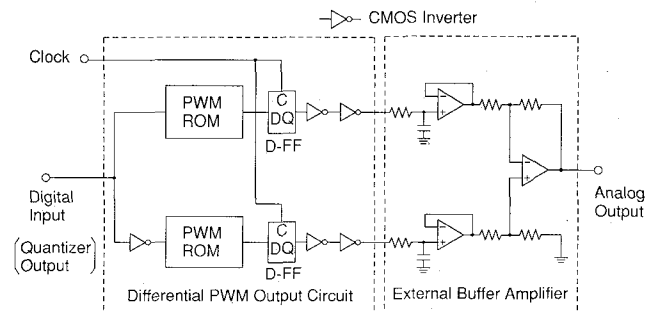 CMOS Inverter
Clock
PWM
ROM
C
DQ
D-FF
Digital
Input
(Quantizer
Output)
PWM
ROM
C
DQ
D-FF
Analog
Output
Differential PWM Output Circuit
External Buffer Amplifier